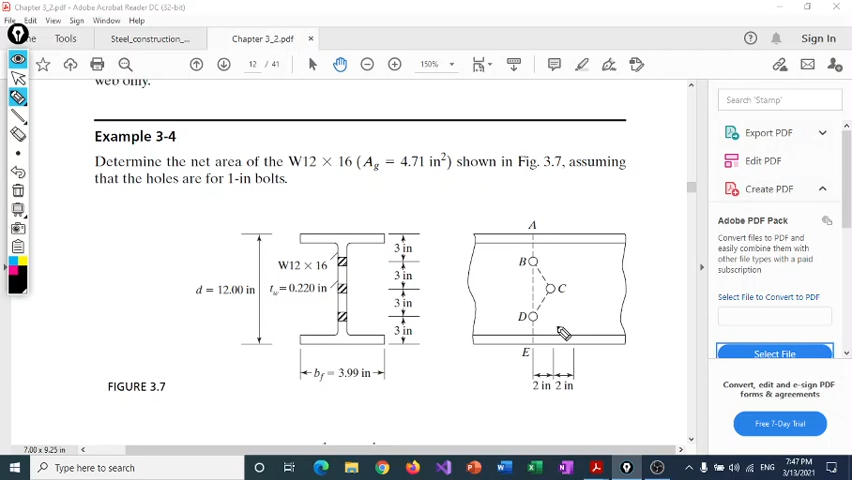 Chapter 3_2.pdf - Adobe Acrobat Reader DC (32-bit)
File Edit View Sign Window Help
Tools
Steel_construction_...
Chapter 3_2.pdf ×
Sign In
12 / 41
150%
web only.
Example 3-4
Determine the net area of the W12 × 16 (Ag = 4.71 in²) shown in Fig. 3.7, assuming
that the holes are for 1-in bolts.
d = 12.00 in
W12 × 16
tw = 0.220 in
3 in
3 in
3 in
3 in
bf = 3.99 in
A
B
C
D
E
2 in 2 in
FIGURE 3.7
7.00 x 9.25 in
Search 'Stamp'
Export PDF
Edit PDF
Create PDF
Adobe PDF Pack
Convert files to PDF and
easily combine them with
other file types with a paid
subscription
Select File to Convert to PDF
Select File
Convert, edit and e-sign PDF
forms & agreements
Free 7-Day Trial
Type here to search
ENG
7:47 PM
3/13/2021